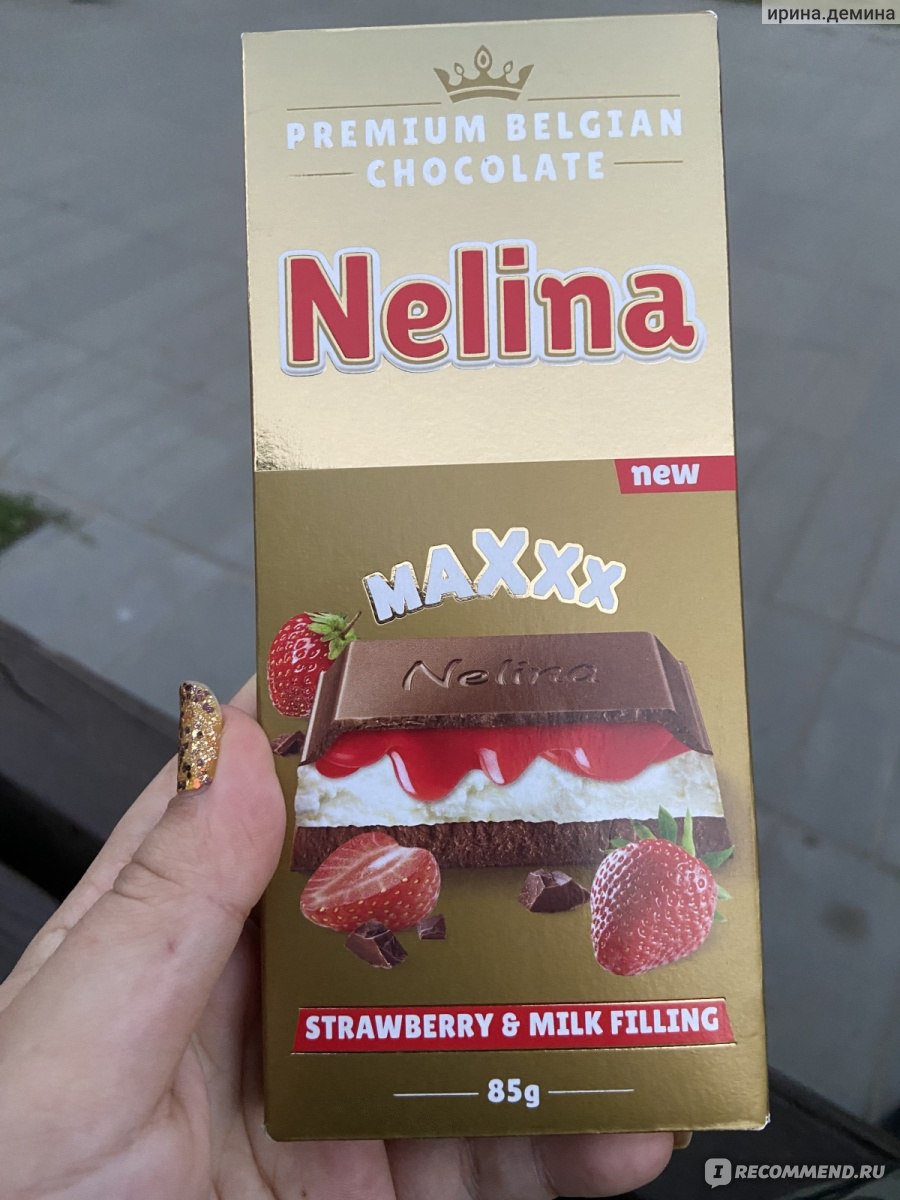 ирина.демина
PREMIUM BELGIAN
CHOCOLATE
Nelina
new
MAXXX
Nelina
STRAWBERRY & MILK FILLING
85g
IRECOMMEND.RU